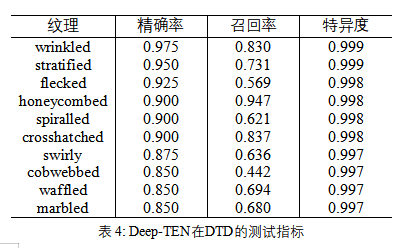 纹理 精确率 召回率 特异度
wrinkled 0.975 0.830 0.999
stratified 0.950 0.731 0.999
flecked 0.925 0.569 0.998
honeycombed 0.900 0.947 0.998
spiralled 0.900 0.621 0.998
crosshatched 0.900 0.837 0.998
swirly 0.875 0.636 0.997
cobwebbed 0.850 0.442 0.997
waffled 0.850 0.694 0.997
marbled 0.850 0.680 0.997
表 4: Deep-TEN在DTD的测试指标